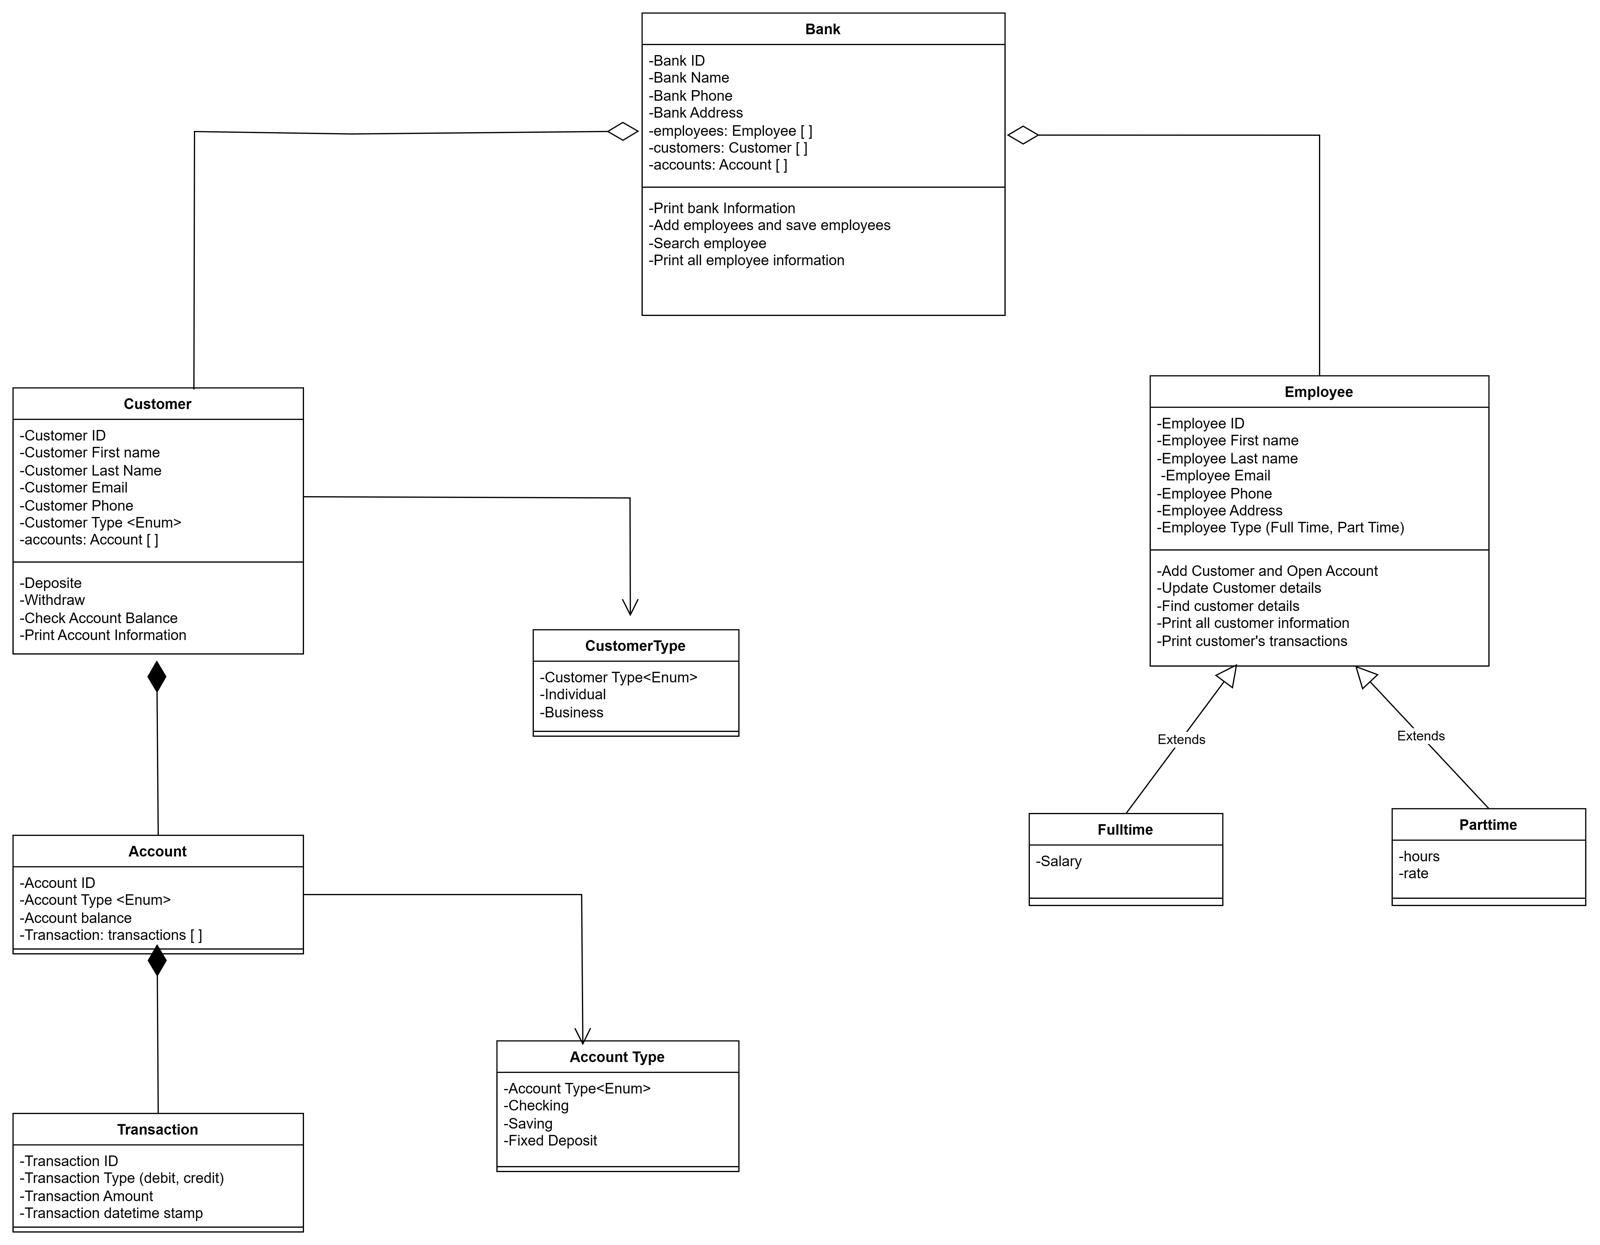 Bank
-Bank ID
-Bank Name
-Bank Phone
-Bank Address
-employees: Employee [ ]
-customers: Customer [ ]
-accounts: Account [ ]
-Print bank Information
-Add employees and save employees
-Search employee
-Print all employee information
Customer
-Customer ID
-Customer First name
-Customer Last Name
-Customer Email
-Customer Phone
-Customer Type <Enum>
-accounts: Account [ ]
-Deposite
-Withdraw
-Check Account Balance
-Print Account Information
Employee
-Employee ID
-Employee First name
-Employee Last name
-Employee Email
-Employee Phone
-Employee Address
-Employee Type (Full Time, Part Time)
-Add Customer and Open Account
-Update Customer details
-Find customer details
-Print all customer information
-Print customer's transactions
CustomerType
-Customer Type<Enum>
-Individual
-Business
Extends
Extends
Fulltime
-Salary
Parttime
-hours
-rate
Account
-Account ID
-Account Type <Enum>
-Account balance
-Transaction: transactions [ ]
Account Type
-Account Type<Enum>
-Checking
-Saving
-Fixed Deposit
Transaction
-Transaction ID
-Transaction Type (debit, credit)
-Transaction Amount
-Transaction datetime stamp